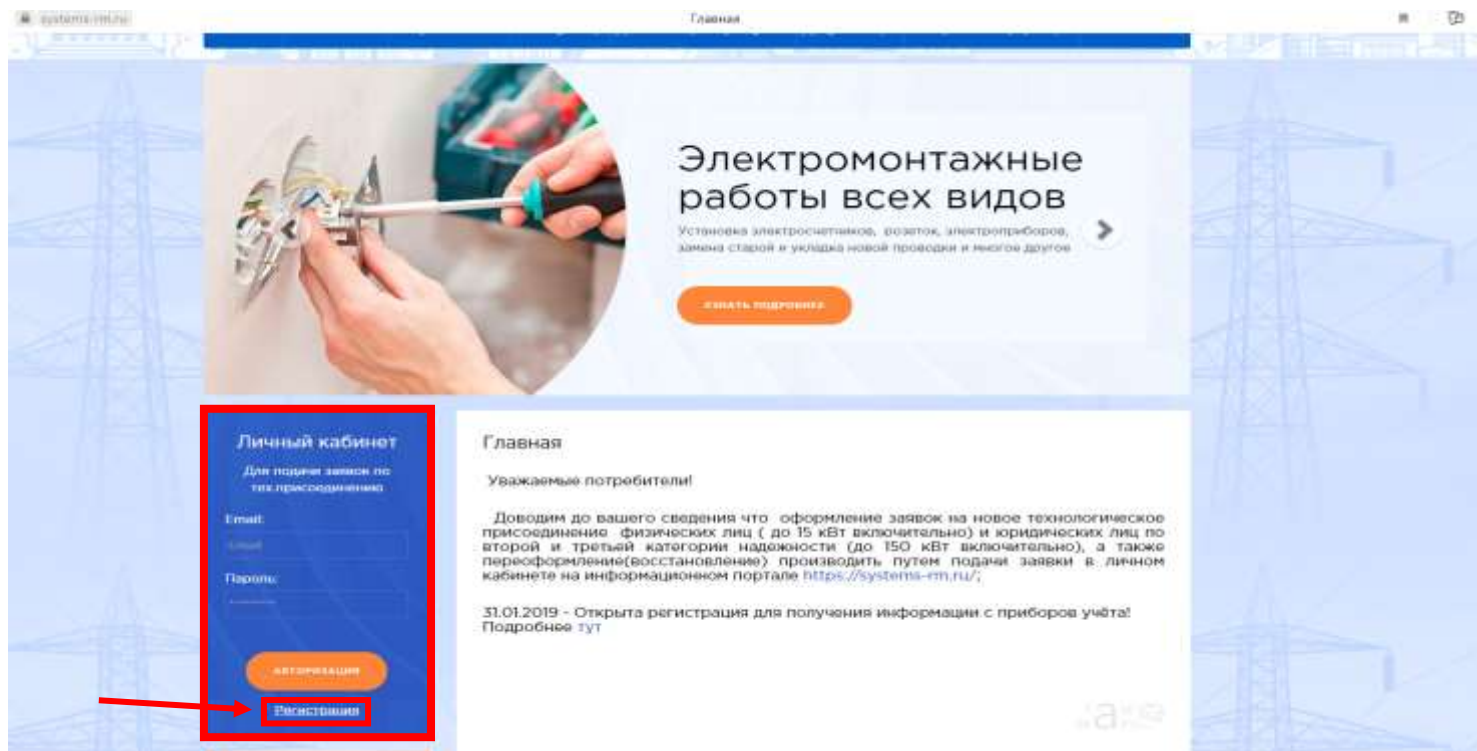 systems-rm.ru
Главная
Электромонтажные
работы всех видов
Установка электросчетчиков, розеток, электроприборов,
замена старой и укладка новой проводки и многое другое
УЗНАТЬ ПОДРОБНЕЕ
Личный кабинет
Для подачи заявок по
тех.присоединению
Email:
Email
Пароль:
АВТОРИЗАЦИЯ
Регистрация
Главная
Уважаемые потребители!
Доводим до вашего сведения что оформление заявок на новое технологическое
присоединение физических лиц ( до 15 кВт включительно) и юридических лиц по
второй и третьей категории надежности (до 150 кВт включительно), а также
переоформление(восстановление) производить путем подачи заявки в личном
кабинете на информационном портале https://systems-rm.ru/;
31.01.2019 - Открыта регистрация для получения информации с приборов учёта!
Подробнее тут